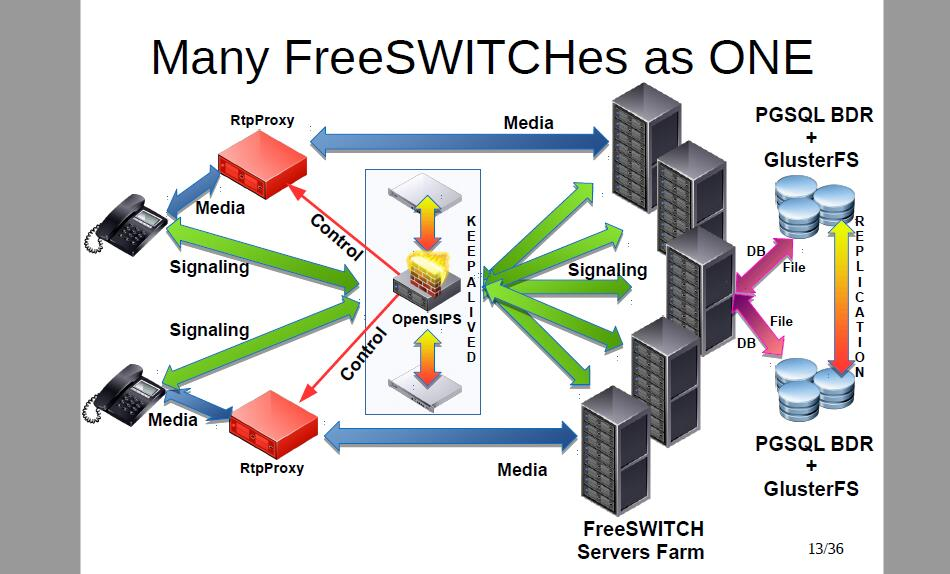 Many FreeSWITCHes as ONE
RtpProxy
Media
PGSQL BDR
+
GlusterFS
Media
Control
KEEPALIVED
Signaling
Signaling
DB
File
REPLICATION
OpenSIPS
Signaling
File
DB
Control
Media
RtpProxy
Media
PGSQL BDR
+
GlusterFS
FreeSWITCH
Servers Farm
13/36